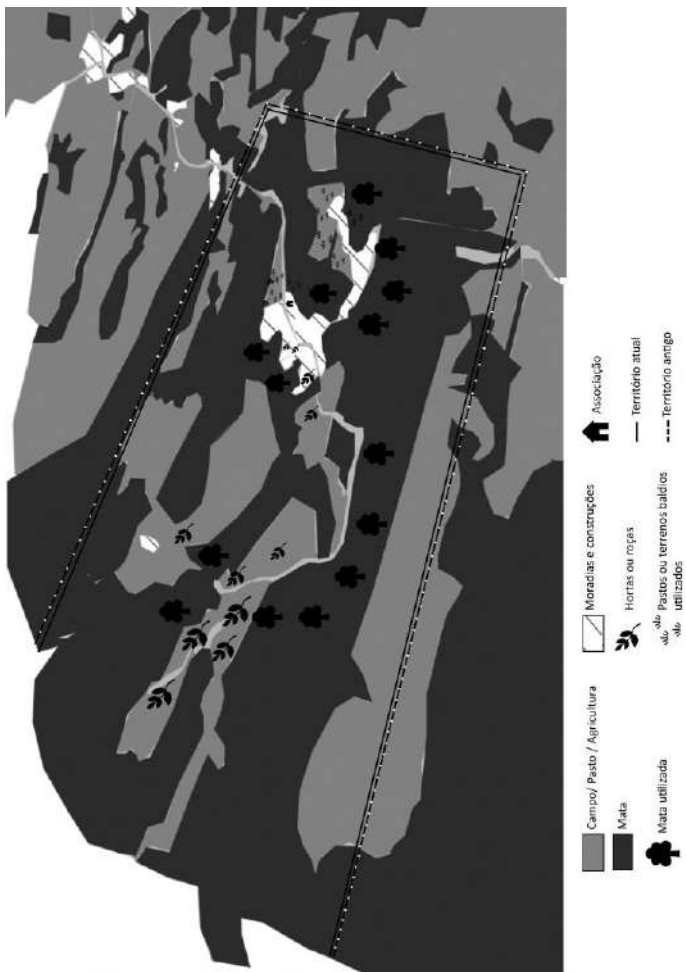 Campo/ Pasto / Agricultura
Mata
Mata utilizada
Moradias e construções
Hortas ou roças
Pastos ou terrenos baldios
utilizados
Associação
Território atual
Território antigo